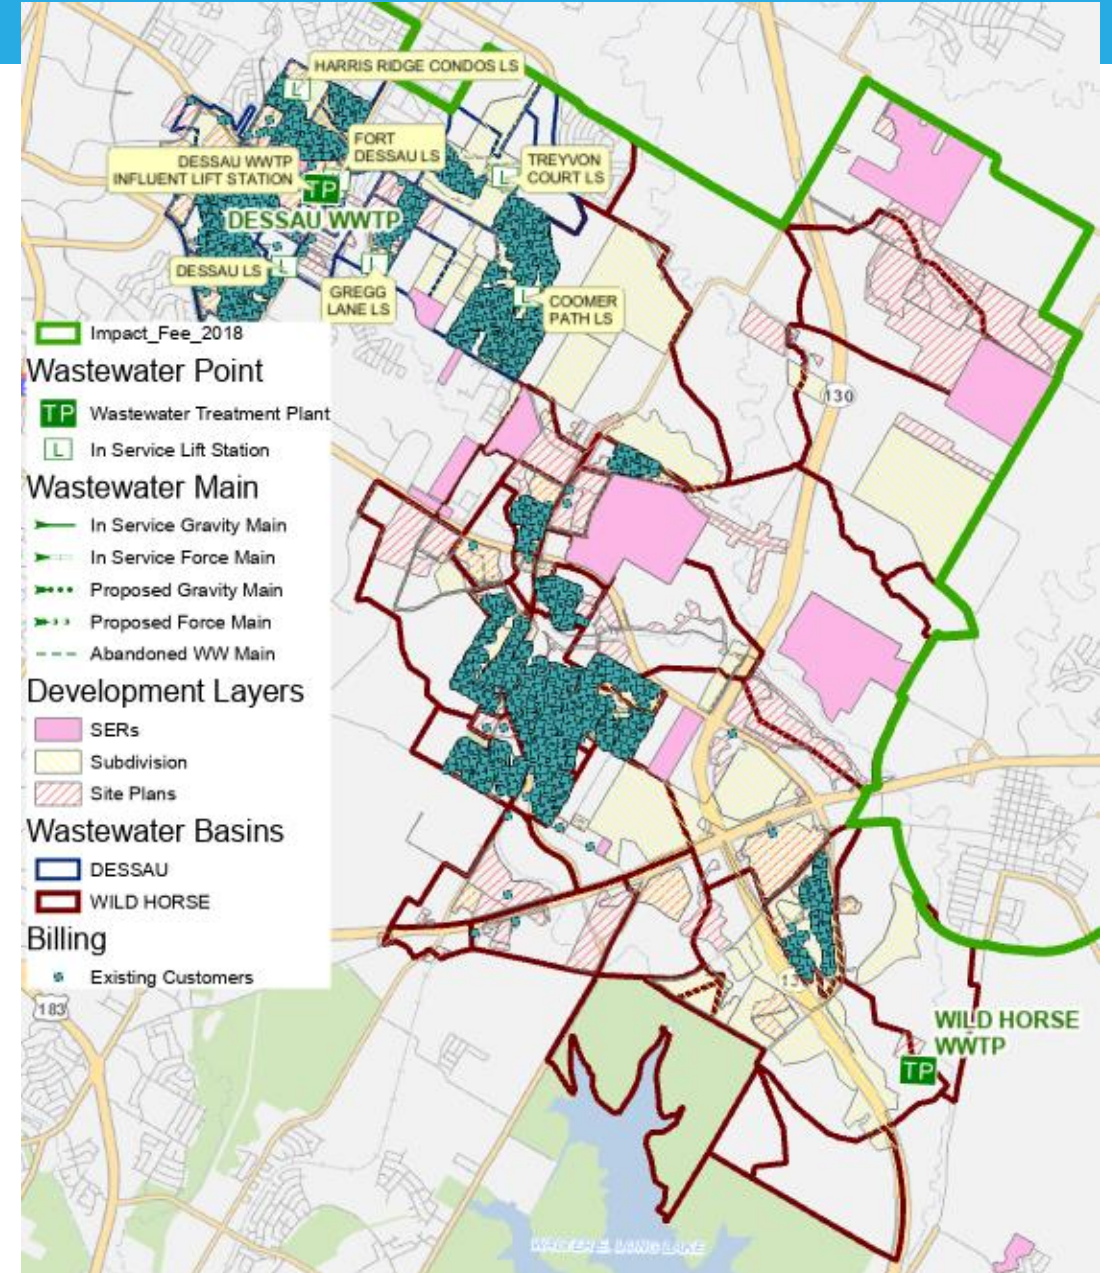 HARRIS RIDGE CONDOS LS
L
FORT
DESSAU LS
DESSAU WWTP
INFLUENT LIFT STATION
TP
TREYVON
COURT LS
L
DESSAU WWTP
DESSAU LS
L
L
GREGG
LANE LS
L
COOMER
PATH LS
Impact_Fee_2018
Wastewater Point
TP Wastewater Treatment Plant
L In Service Lift Station
Wastewater Main
In Service Gravity Main
In Service Force Main
Proposed Gravity Main
Proposed Force Main
Abandoned WW Main
Development Layers
SERs
Subdivision
Site Plans
Wastewater Basins
DESSAU
WILD HORSE
Billing
Existing Customers
130
183
WILD HORSE
WWTP
TP
WALTER E. LONG LAKE